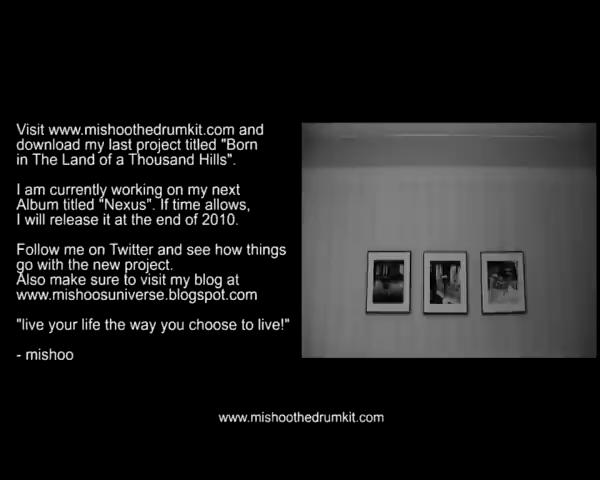 Visit www.mishoothedrumkit.com and
download my last project titled "Born
in The Land of a Thousand Hills".
I am currently working on my next
Album titled "Nexus". If time allows,
I will release it at the end of 2010.
Follow me on Twitter and see how things
go with the new project.
Also make sure to visit my blog at
www.mishoosuniverse.blogspot.com
"live your life the way you choose to live!"
- mishoo
www.mishoothedrumkit.com